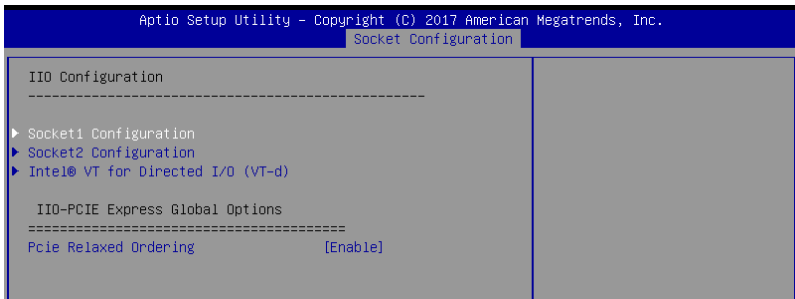 Aptio Setup Utility – Copyright (C) 2017 American Megatrends, Inc.
Socket Configuration
IIO Configuration
--------------------------------------------------
Socket1 Configuration
Socket2 Configuration
Intel® VT for Directed I/O (VT-d)
IIO-PCIE Express Global Options
========================================
Pcie Relaxed Ordering [Enable]